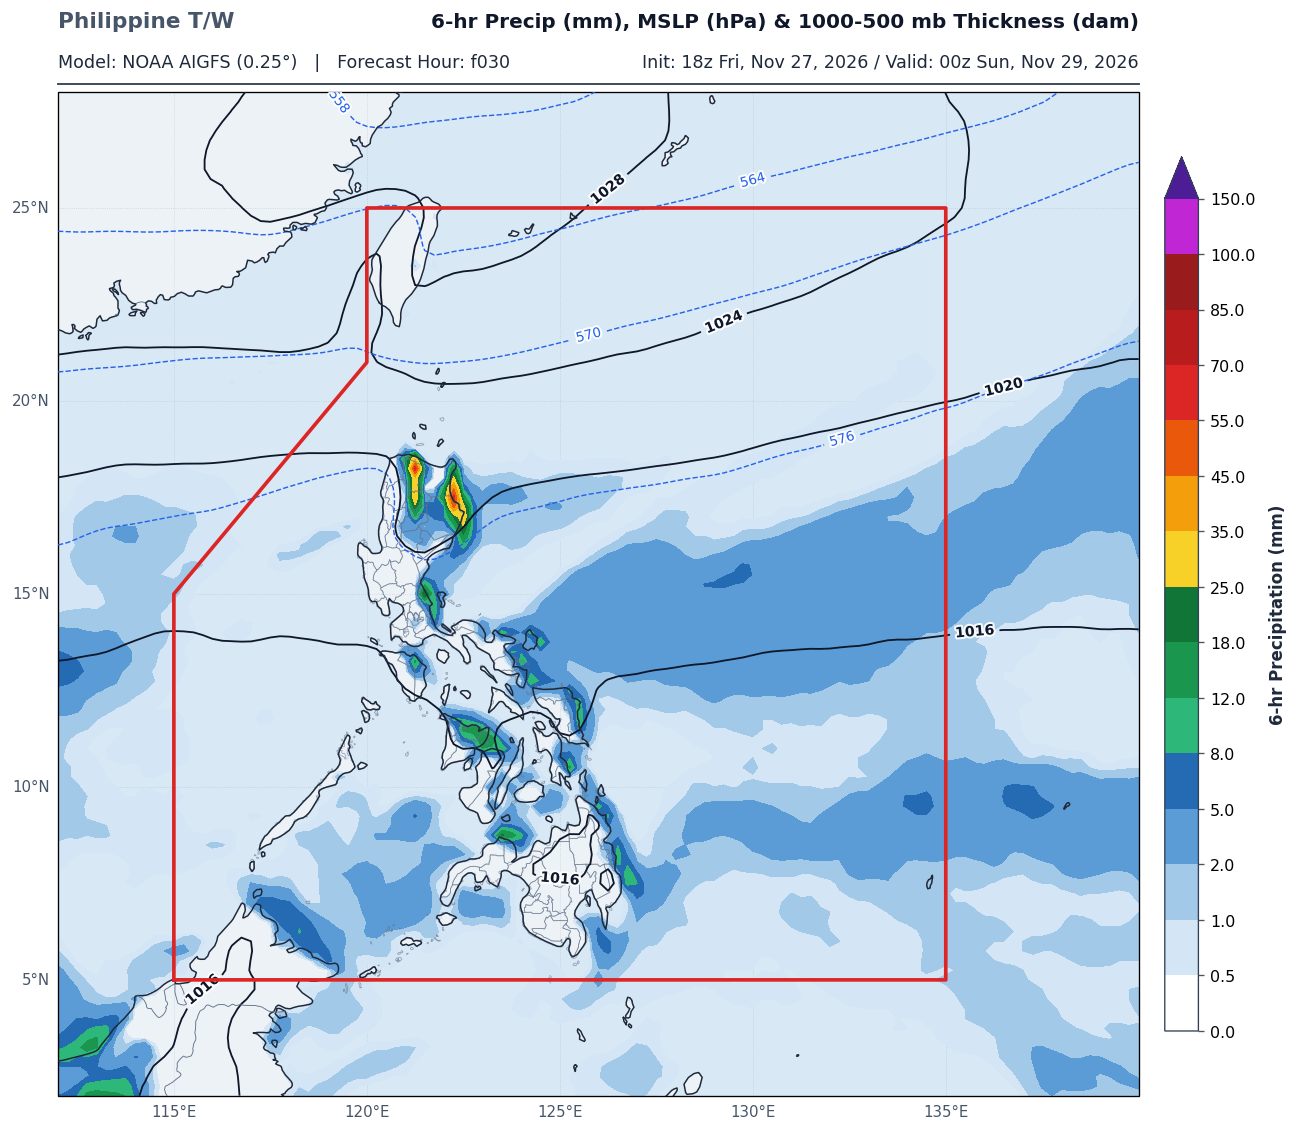 Philippine T/W
6-hr Precip (mm), MSLP (hPa) & 1000-500 mb Thickness (dam)
Model: NOAA AIGFS (0.25°) | Forecast Hour: f030
Init: 18z Fri, Nov 27, 2026 / Valid: 00z Sun, Nov 29, 2026
558
1028
564
1024
570
1020
576
1016
1016
1016
25°N
20°N
15°N
10°N
5°N
115°E
120°E
125°E
130°E
135°E
150.0
100.0
85.0
70.0
55.0
45.0
35.0
25.0
18.0
12.0
8.0
5.0
2.0
1.0
0.5
0.0
6-hr Precipitation (mm)